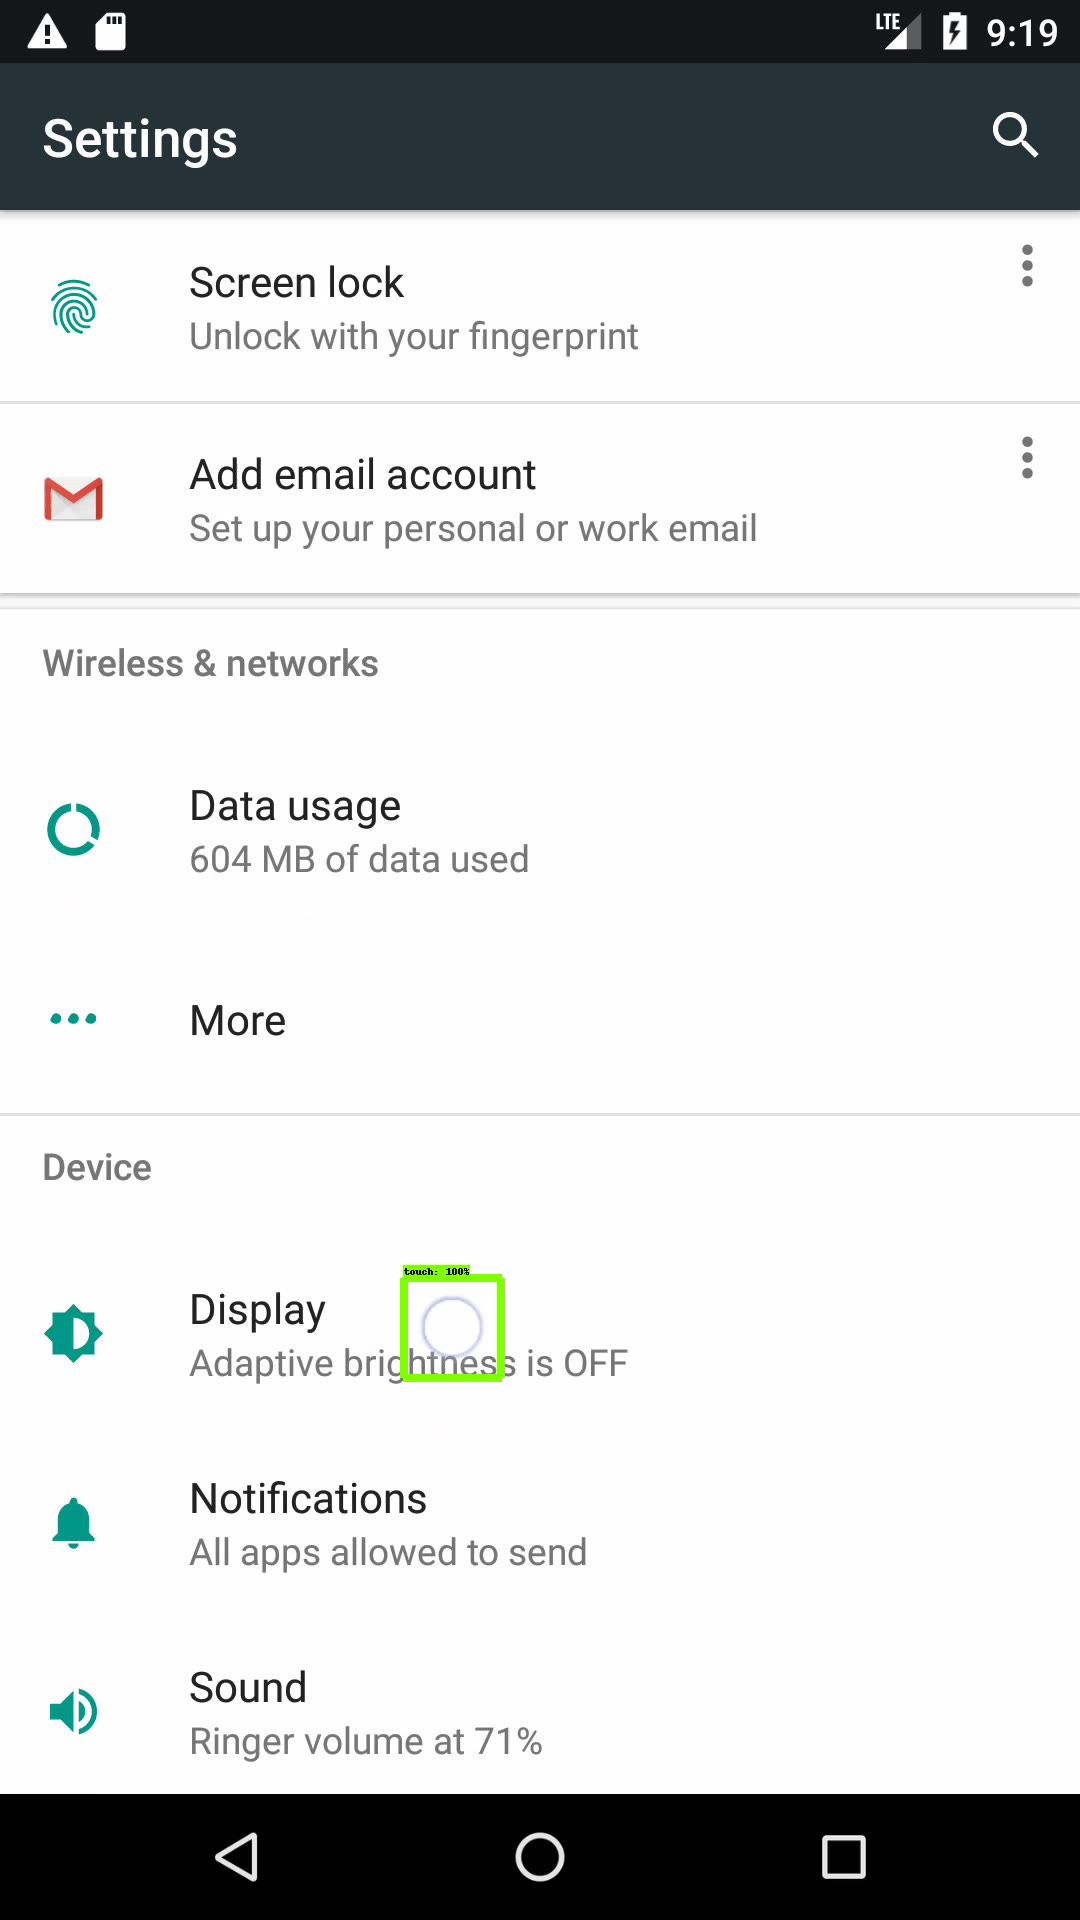 LTE 9:19
Settings
Screen lock
Unlock with your fingerprint
Add email account
Set up your personal or work email
Wireless & networks
Data usage
604 MB of data used
More
Device
touch: 100%
Display
Adaptive brightness is OFF
Notifications
All apps allowed to send
Sound
Ringer volume at 71%